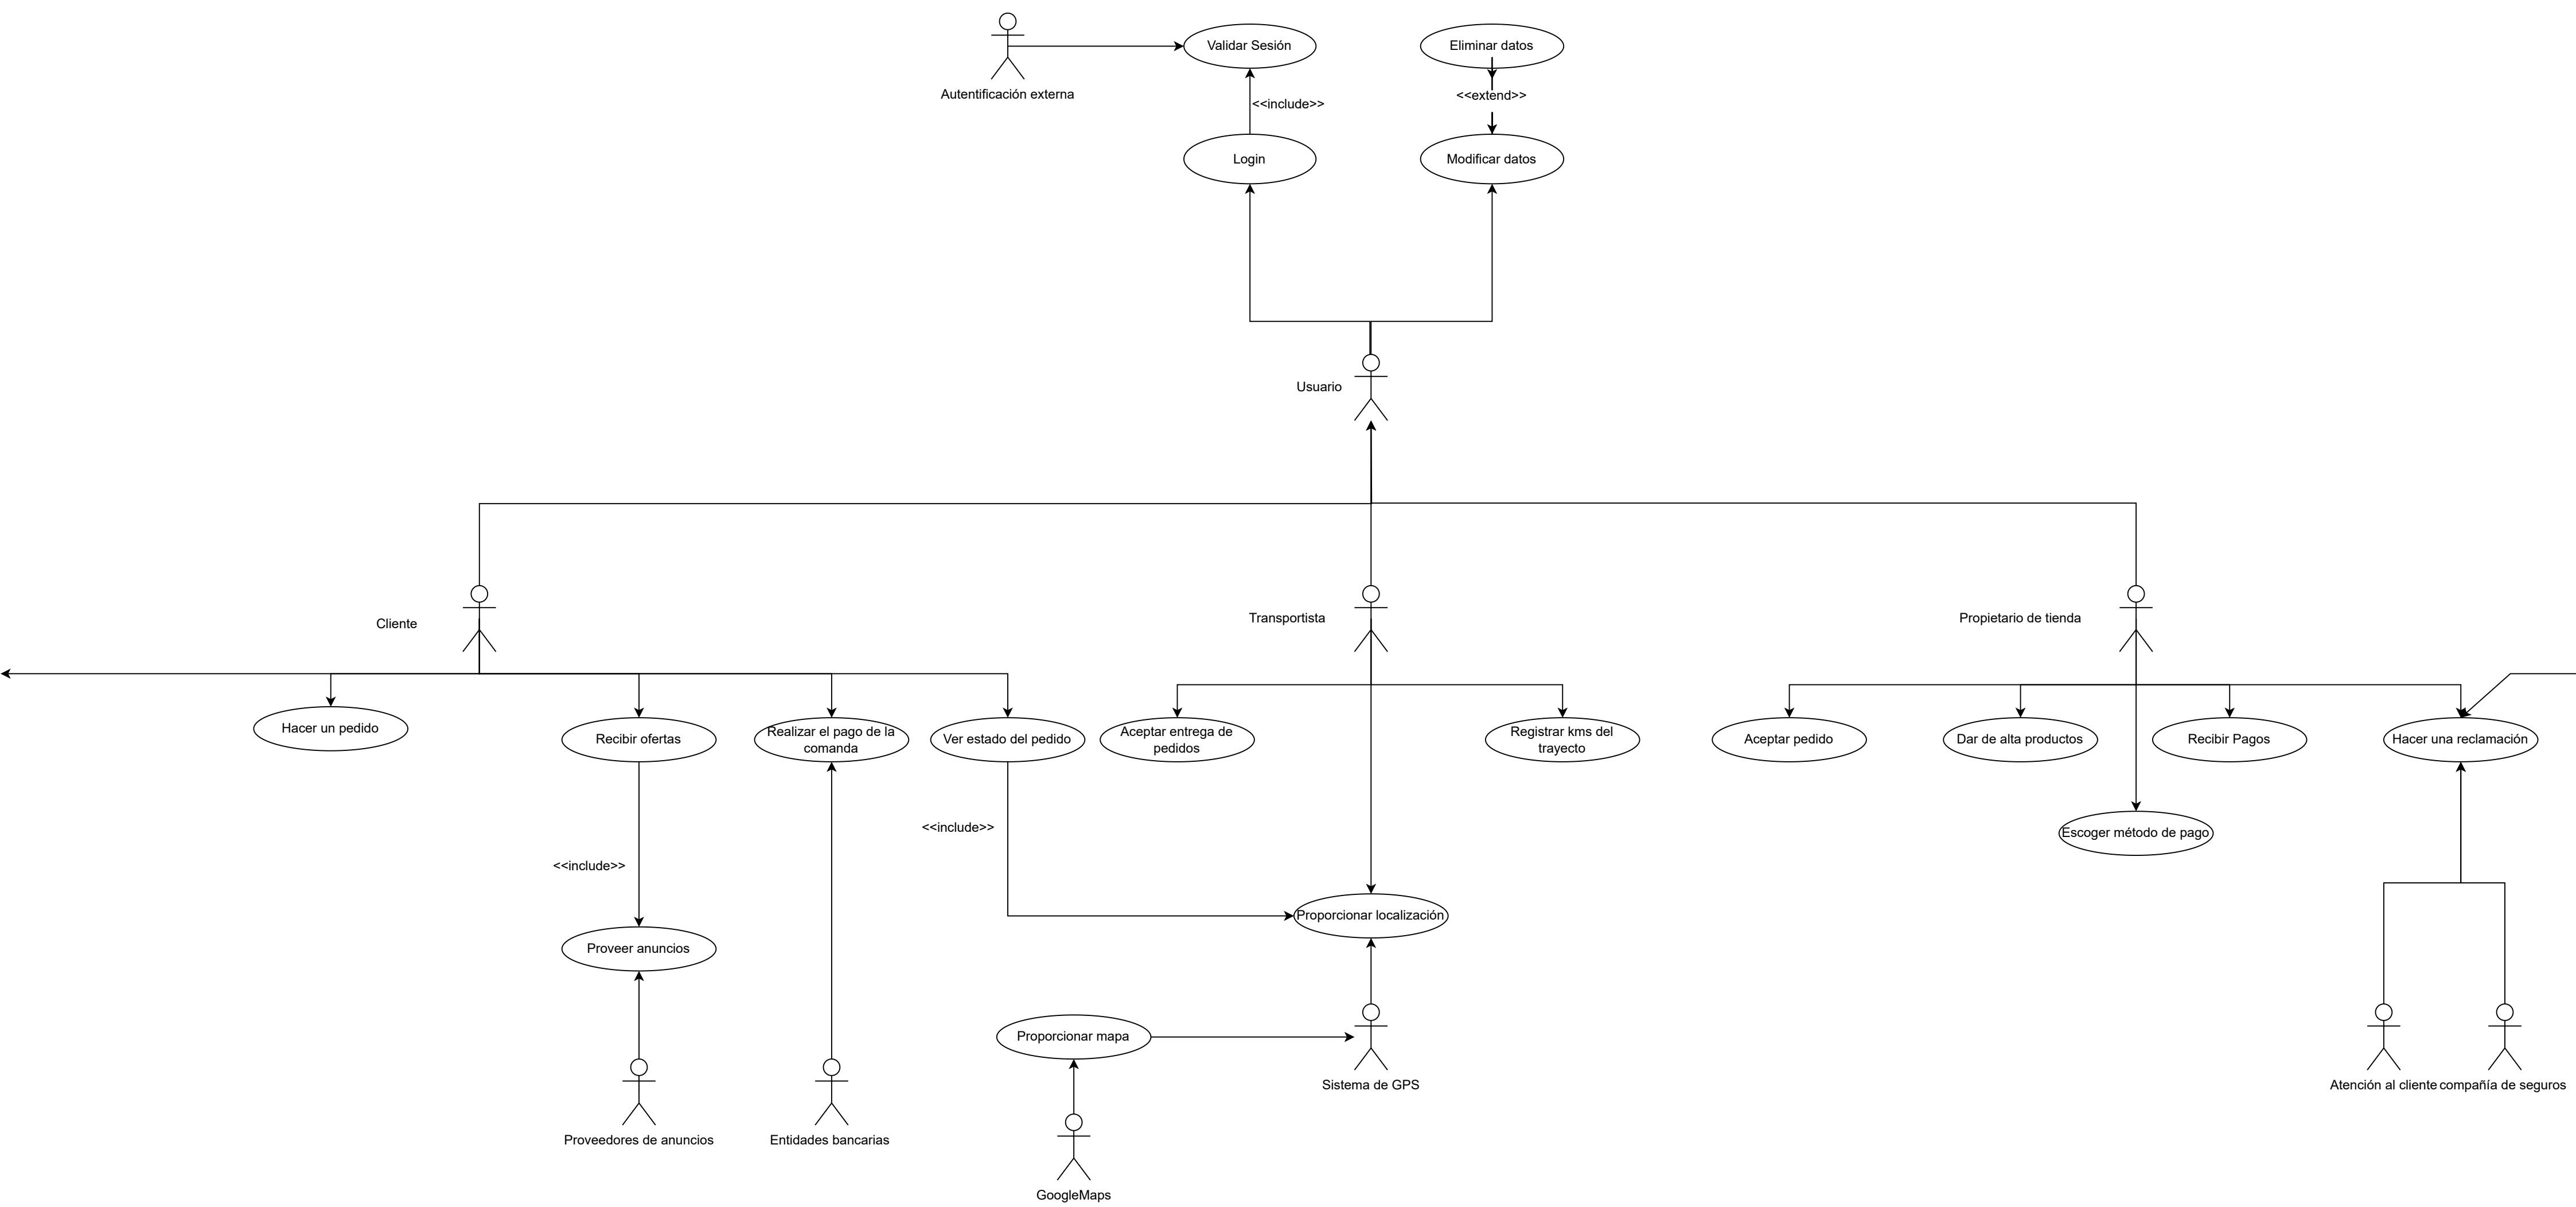 Validar Sesión
Eliminar datos
Autentificación externa
<<include>>
<<extend>>
Login
Modificar datos
Usuario
Cliente
Transportista
Propietario de tienda
Hacer un pedido
Recibir ofertas
Realizar el pago de la
comanda
Ver estado del pedido
Aceptar entrega de
pedidos
Registrar kms del
trayecto
Aceptar pedido
Dar de alta productos
Recibir Pagos
Hacer una reclamación
<<include>>
Escoger método de pago
<<include>>
Proporcionar localización
Proveer anuncios
Proporcionar mapa
Sistema de GPS
Atención al cliente
compañía de seguros
Proveedores de anuncios
Entidades bancarias
GoogleMaps